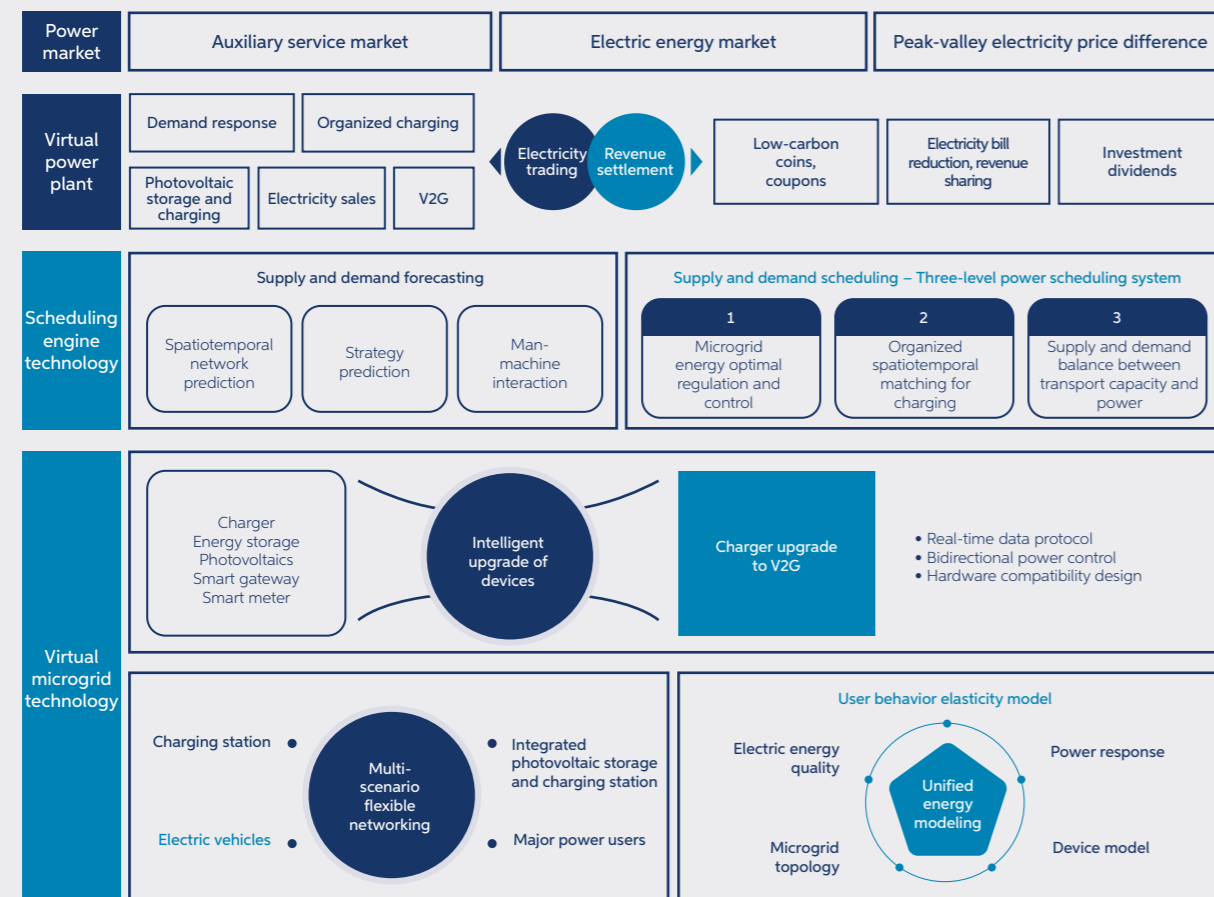 Power
market
Auxiliary service market
Electric energy market
Peak-valley electricity price difference
Virtual
power
plant
Demand response
Organized charging
Photovoltaic
storage and
charging
Electricity sales
V2G
Electricity
trading
Revenue
settlement
Low-carbon
coins,
coupons
Electricity bill
reduction, revenue
sharing
Investment
dividends
Scheduling
engine
technology
Supply and demand forecasting
Spatiotemporal
network
prediction
Strategy
prediction
Man-
machine
interaction
Supply and demand scheduling – Three-level power scheduling system
1
Microgrid
energy optimal
regulation and
control
2
Organized
spatiotemporal
matching for
charging
3
Supply and demand
balance between
transport capacity and
power
Virtual
microgrid
technology
Charger
Energy storage
Photovoltaics
Smart gateway
Smart meter
Intelligent
upgrade of
devices
Charger upgrade
to V2G
• Real-time data protocol
• Bidirectional power control
• Hardware compatibility design
Charging station
Electric vehicles
Multi-
scenario
flexible
networking
Integrated
photovoltaic storage
and charging station
Major power users
User behavior elasticity model
Electric energy
quality
Microgrid
topology
Unified
energy
modeling
Power response
Device model